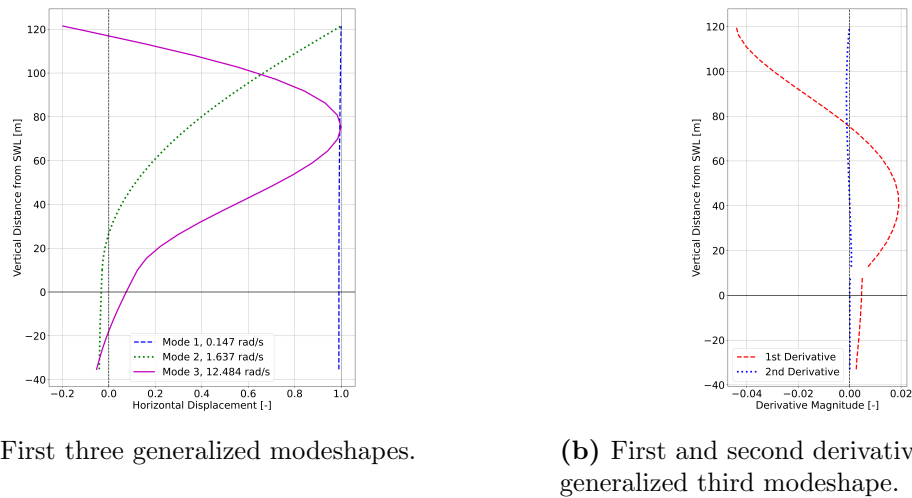 120
100
80
60
40
20
0
−20
−40
Vertical Distance from SWL [m]
Mode 1, 0.147 rad/s
Mode 2, 1.637 rad/s
Mode 3, 12.484 rad/s
−0.2 0.0 0.2 0.4 0.6 0.8 1.0
Horizontal Displacement [-]
First three generalized modeshapes.
120
100
80
60
40
20
0
−20
−40
Vertical Distance from SWL [m]
1st Derivative
2nd Derivative
−0.04 −0.02 0.00 0.02
Derivative Magnitude [-]
(b) First and second derivativ
generalized third modeshape.